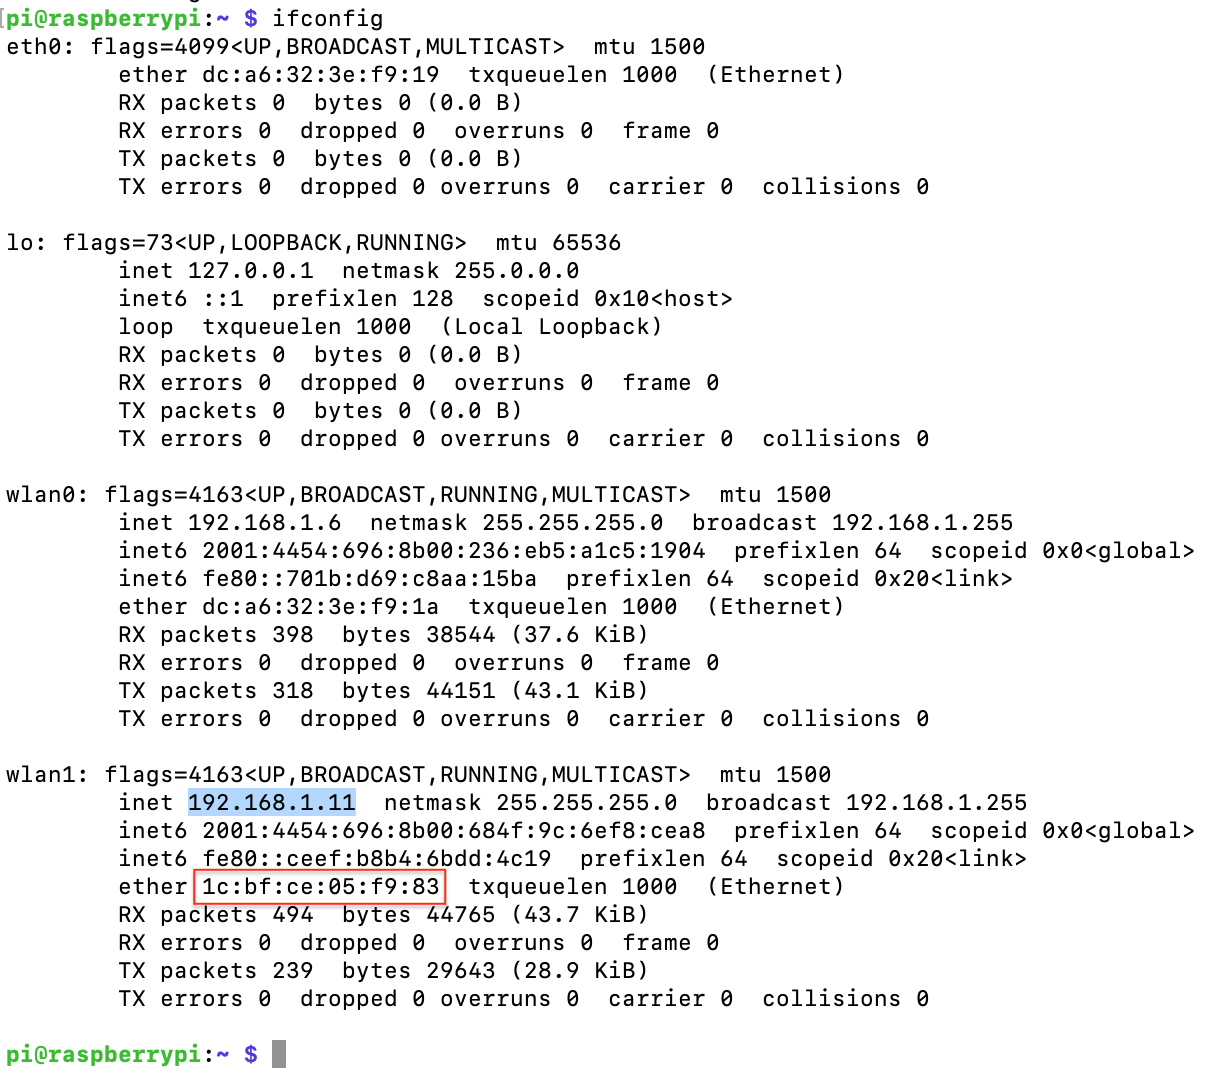 pi@raspberrypi:~ $ ifconfig
eth0: flags=4099<UP,BROADCAST,MULTICAST>  mtu 1500
        ether dc:a6:32:3e:f9:19  txqueuelen 1000  (Ethernet)
        RX packets 0  bytes 0 (0.0 B)
        RX errors 0  dropped 0  overruns 0  frame 0
        TX packets 0  bytes 0 (0.0 B)
        TX errors 0  dropped 0 overruns 0  carrier 0  collisions 0

lo: flags=73<UP,LOOPBACK,RUNNING>  mtu 65536
        inet 127.0.0.1  netmask 255.0.0.0
        inet6 ::1  prefixlen 128  scopeid 0x10<host>
        loop  txqueuelen 1000  (Local Loopback)
        RX packets 0  bytes 0 (0.0 B)
        RX errors 0  dropped 0  overruns 0  frame 0
        TX packets 0  bytes 0 (0.0 B)
        TX errors 0  dropped 0 overruns 0  carrier 0  collisions 0

wlan0: flags=4163<UP,BROADCAST,RUNNING,MULTICAST>  mtu 1500
        inet 192.168.1.6  netmask 255.255.255.0  broadcast 192.168.1.255
        inet6 2001:4454:696:8b00:236:eb5:a1c5:1904  prefixlen 64  scopeid 0x0<global>
        inet6 fe80::701b:d69:c8aa:15ba  prefixlen 64  scopeid 0x20<link>
        ether dc:a6:32:3e:f9:1a  txqueuelen 1000  (Ethernet)
        RX packets 398  bytes 38544 (37.6 KiB)
        RX errors 0  dropped 0  overruns 0  frame 0
        TX packets 318  bytes 44151 (43.1 KiB)
        TX errors 0  dropped 0 overruns 0  carrier 0  collisions 0

wlan1: flags=4163<UP,BROADCAST,RUNNING,MULTICAST>  mtu 1500
        inet 192.168.1.11  netmask 255.255.255.0  broadcast 192.168.1.255
        inet6 2001:4454:696:8b00:684f:9c:6ef8:cea8  prefixlen 64  scopeid 0x0<global>
        inet6 fe80::ceef:b8b4:6bdd:4c19  prefixlen 64  scopeid 0x20<link>
        ether 1c:bf:ce:05:f9:83  txqueuelen 1000  (Ethernet)
        RX packets 494  bytes 44765 (43.7 KiB)
        RX errors 0  dropped 0  overruns 0  frame 0
        TX packets 239  bytes 29643 (28.9 KiB)
        TX errors 0  dropped 0 overruns 0  carrier 0  collisions 0

pi@raspberrypi:~ $